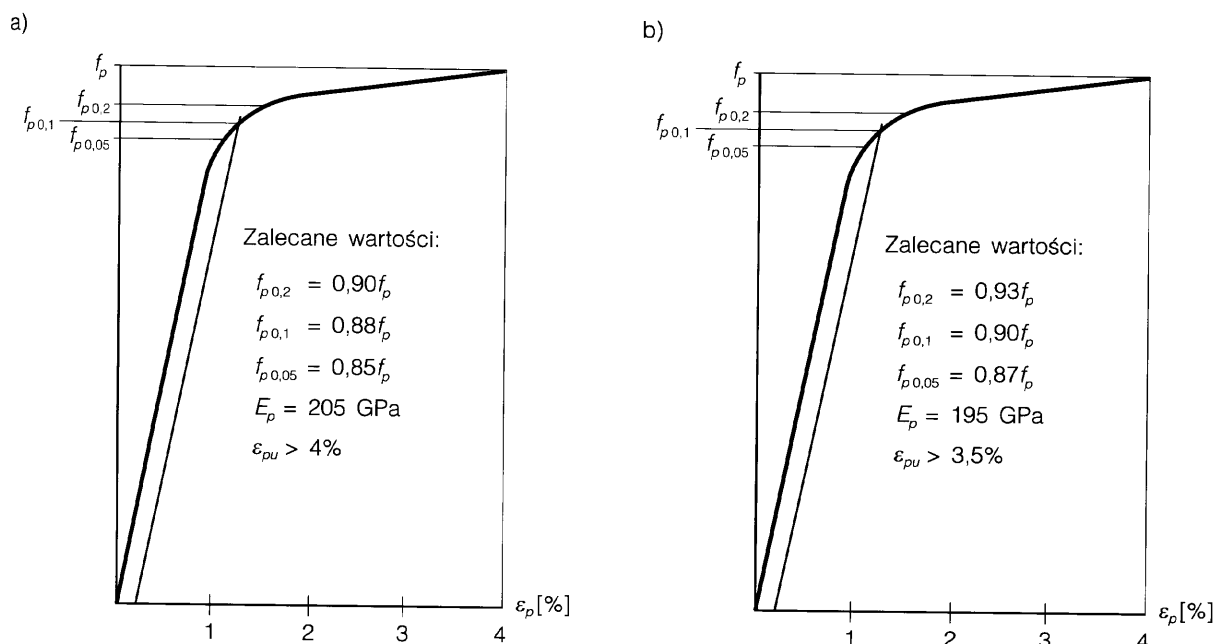 a)
f_p
f_p0,2
f_p0,1
f_p0,05
Zalecane wartości:
f_p0,2 = 0,90f_p
f_p0,1 = 0,88f_p
f_p0,05 = 0,85f_p
E_p = 205 GPa
ε_pu > 4%
1 2 3 4 ε_p[%]
b)
f_p
f_p0,2
f_p0,1
f_p0,05
Zalecane wartości:
f_p0,2 = 0,93f_p
f_p0,1 = 0,90f_p
f_p0,05 = 0,87f_p
E_p = 195 GPa
ε_pu > 3,5%
1 2 3 4 ε_p[%]